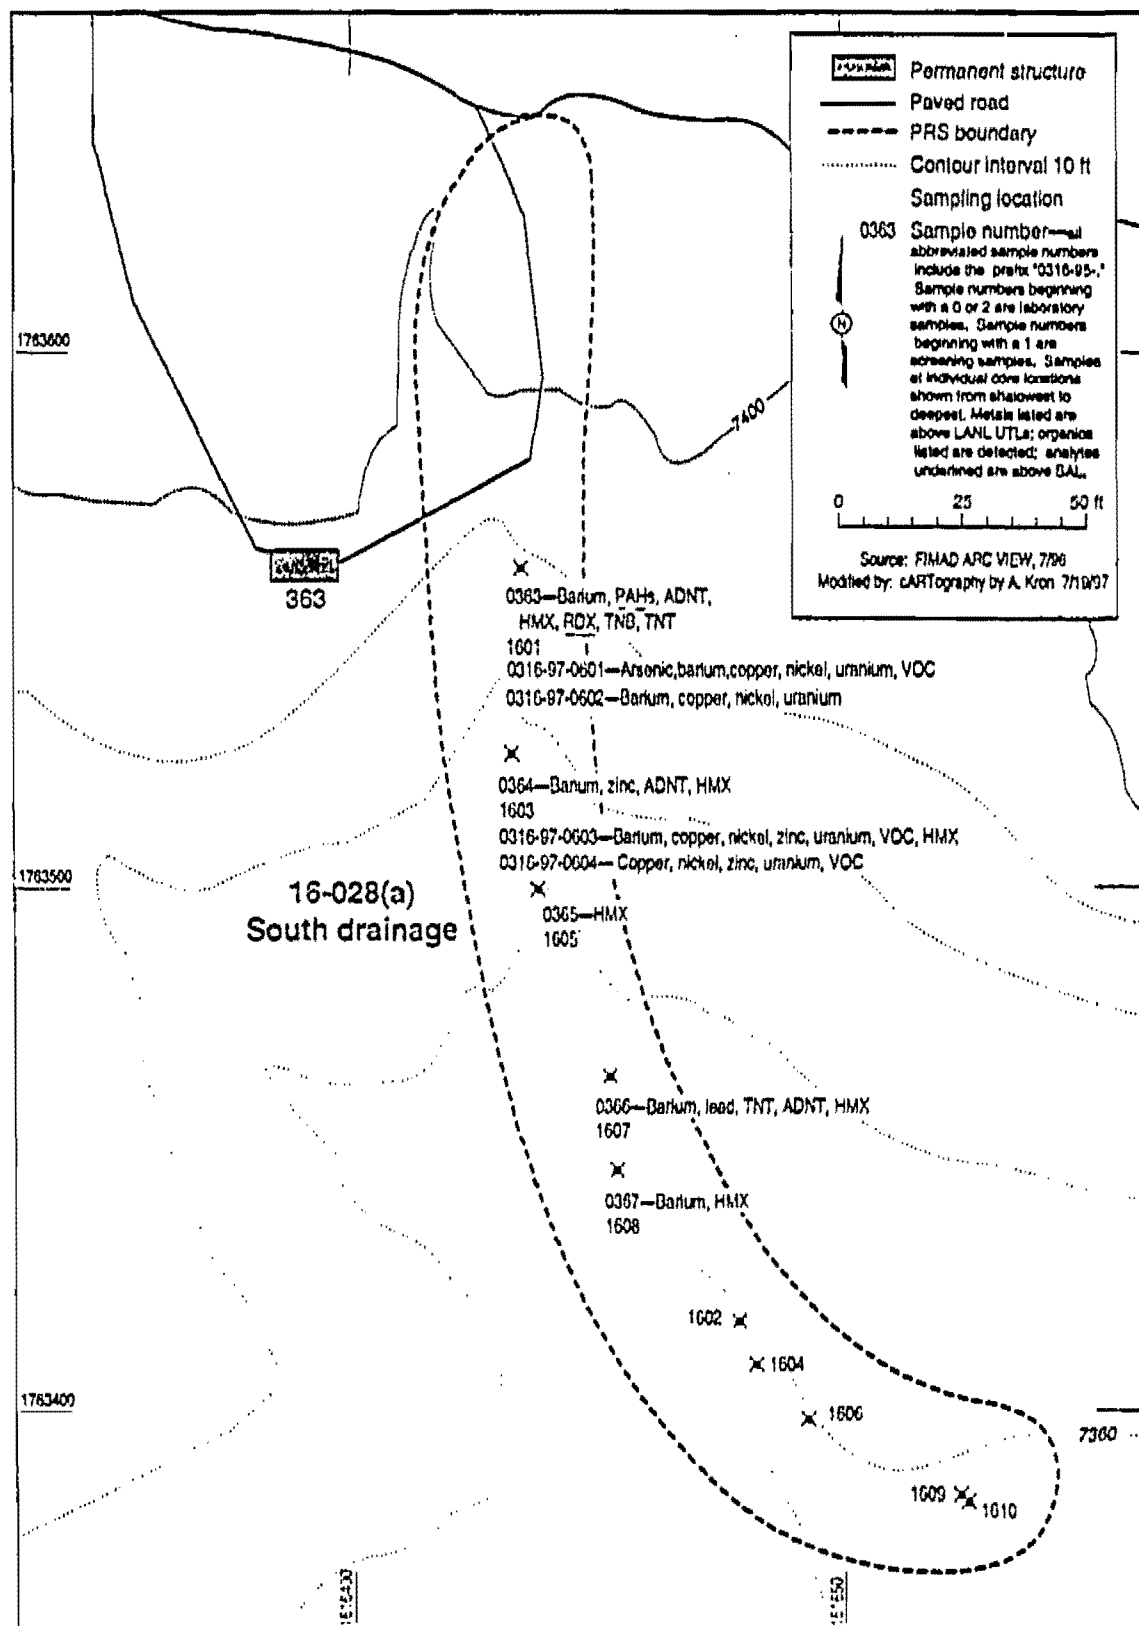 Permanent structure
Paved road
PRS boundary
Contour interval 10 ft
Sampling location
0363 Sample number—all
abbreviated sample numbers
include the prefix "0316-95-."
Sample numbers beginning
with a 0 or 2 are laboratory
samples. Sample numbers
beginning with a 1 are
screening samples. Samples
at individual core locations
shown from shalowest to
deepest. Metals listed are
above LANL UTLs; organics
listed are detected; analytes
underlined are above SAL.
N
0 25 50 ft
Source: FIMAD ARC VIEW, 7/96
Modified by: cARTography by A. Kron 7/19/97
1763600
7400
363
0363—Barium, PAHs, ADNT,
HMX, RDX, TNB, TNT
1601
0316-97-0601—Arsenic,barium,copper, nickel, uranium, VOC
0316-97-0602—Barium, copper, nickel, uranium
0364—Barium, zinc, ADNT, HMX
1603
0316-97-0603—Barium, copper, nickel, zinc, uranium, VOC, HMX
0316-97-0604— Copper, nickel, zinc, uranium, VOC
1763500
16-028(a)
South drainage
0365—HMX
1605
0366—Barium, lead, TNT, ADNT, HMX
1607
0367—Barium, HMX
1608
1602
1604
1763400
1606
7360
1609
1610